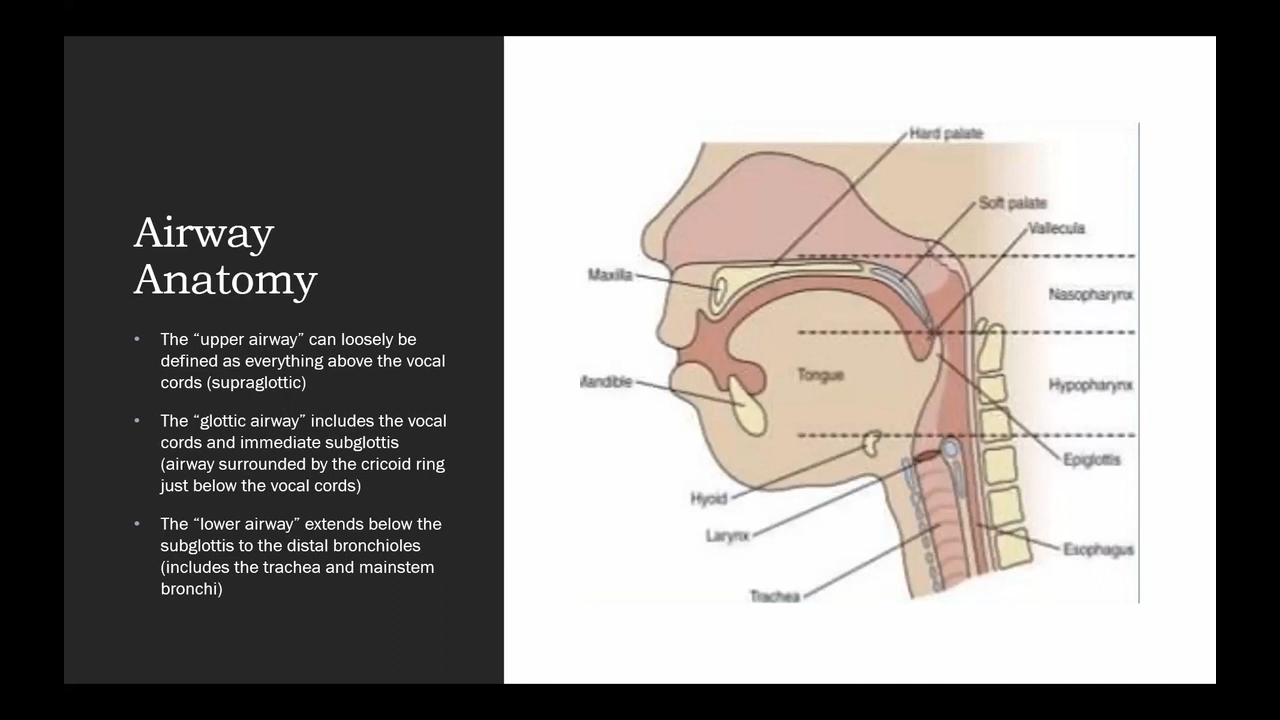 Airway
Anatomy
• The “upper airway” can loosely be
defined as everything above the vocal
cords (supraglottic)
• The “glottic airway” includes the vocal
cords and immediate subglottis
(airway surrounded by the cricoid ring
just below the vocal cords)
• The “lower airway” extends below the
subglottis to the distal bronchioles
(includes the trachea and mainstem
bronchi)
Hard palate
Soft palate
Vallecula
Maxilla
Nasopharynx
Mandible
Tongue
Hypopharynx
Epiglottis
Hyoid
Larynx
Esophagus
Trachea